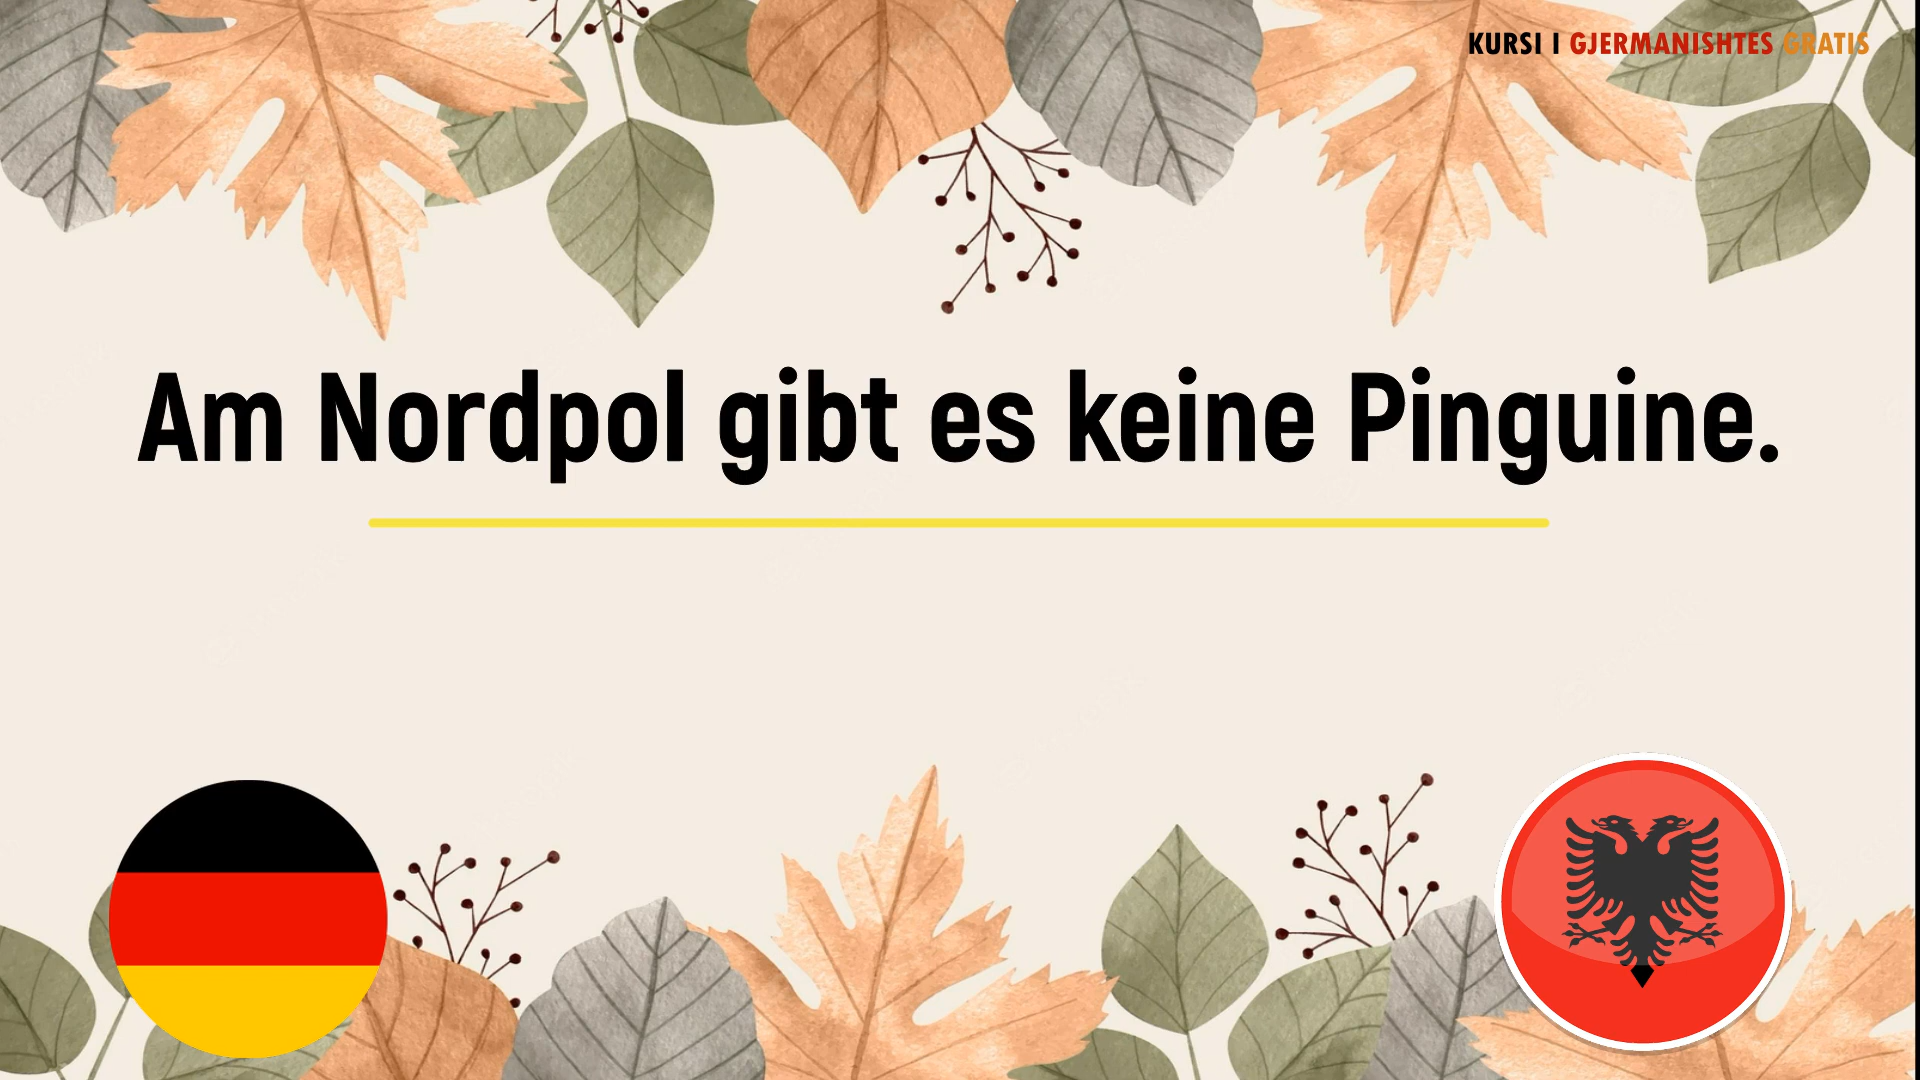 KURSI I GJERMANISHTES GRATIS
Am Nordpol gibt es keine Pinguine.